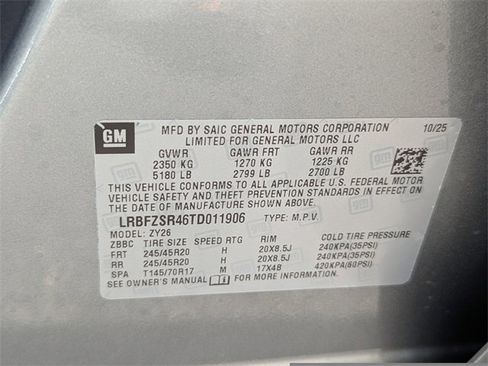 GM
MFD BY SAIC GENERAL MOTORS CORPORATION 10/25
LIMITED FOR GENERAL MOTORS LLC
GVWR GAWR FRT GAWR RR
2350 KG 1270 KG 1225 KG
5180 LB 2799 LB 2700 LB
THIS VEHICLE CONFORMS TO ALL APPLICABLE U.S. FEDERAL MOTOR
VEHICLE SAFETY AND THEFT PREVENTION STANDARDS IN EFFECT
ON THE DATE OF MANUFACTURE SHOWN ABOVE.
LRBFZSR46TD011906 TYPE: M.P.V.
MODEL: ZY26
ZBBC TIRE SIZE SPEED RTG RIM COLD TIRE PRESSURE
FRT 245/45R20 H 20X8.5J 240KPA(35PSI)
RR 245/45R20 H 20X8.5J 240KPA(35PSI)
SPA T145/70R17 M 17X4B 420KPA(60PSI)
SEE OWNER'S MANUAL FOR MORE INFORMATION